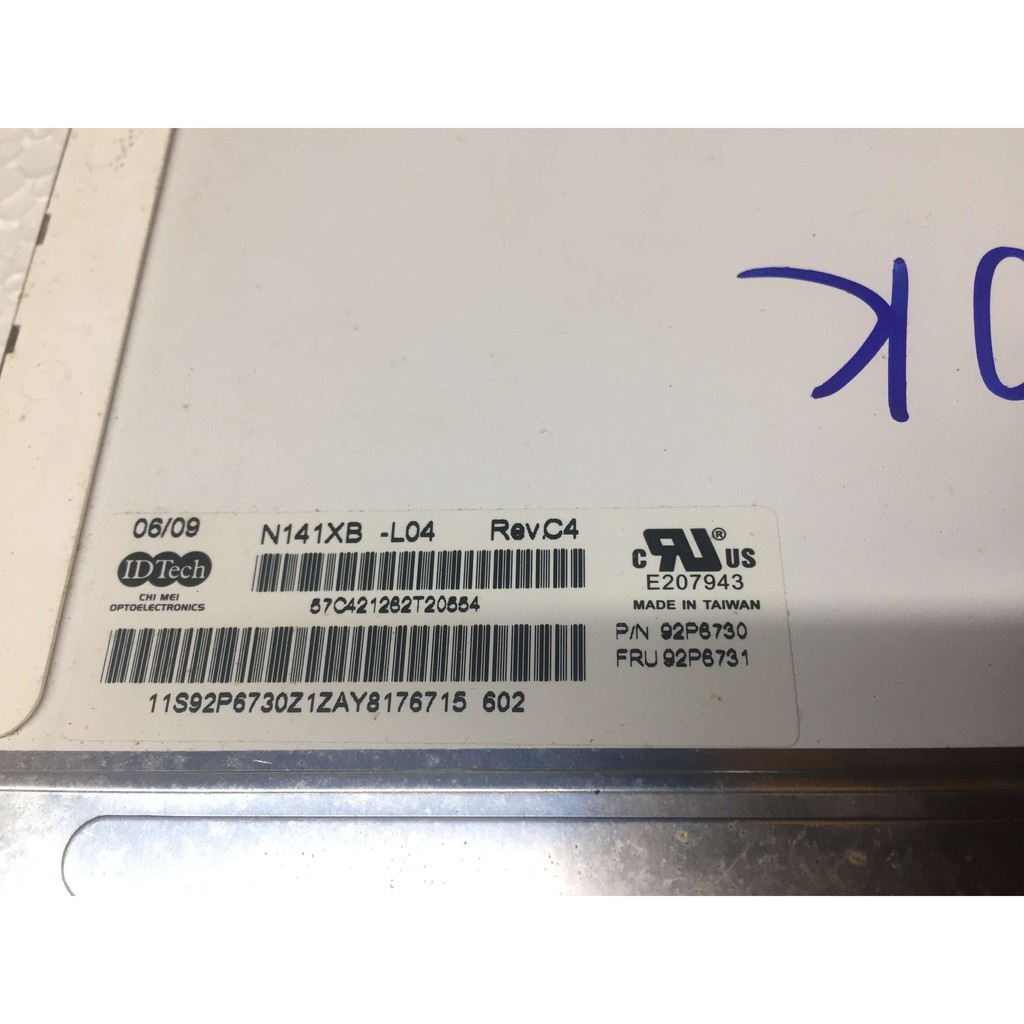 OK
06/09 N141XB -L04 Rev.C4
IDTech
CHI MEI
OPTOELECTRONICS
57C421262T20554
c RU ® US
E207943
MADE IN TAIWAN
P/N 92P6730
FRU 92P6731
11S92P6730Z1ZAY8176715 602